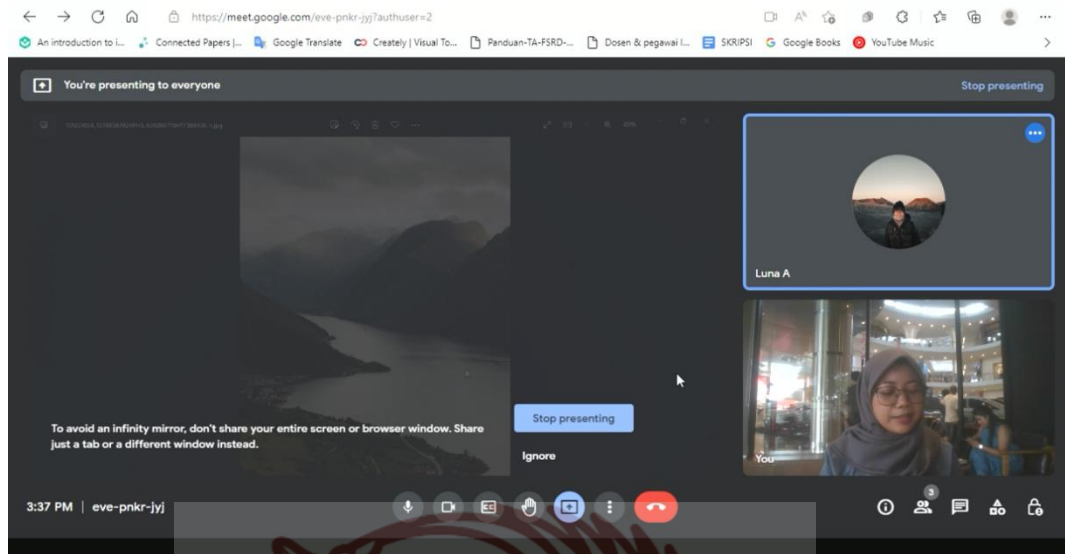 https://meet.google.com/eve-pnkr-jyj?authuser=2
An introduction to i... Connected Papers |... Google Translate Creately | Visual To... Panduan-TA-FSRD-... Dosen & pegawai I... SKRIPSI Google Books YouTube Music
You're presenting to everyone Stop presenting
Luna A
To avoid an infinity mirror, don't share your entire screen or browser window. Share
just a tab or a different window instead.
Stop presenting
Ignore
You
3:37 PM | eve-pnkr-jyj
CC
3